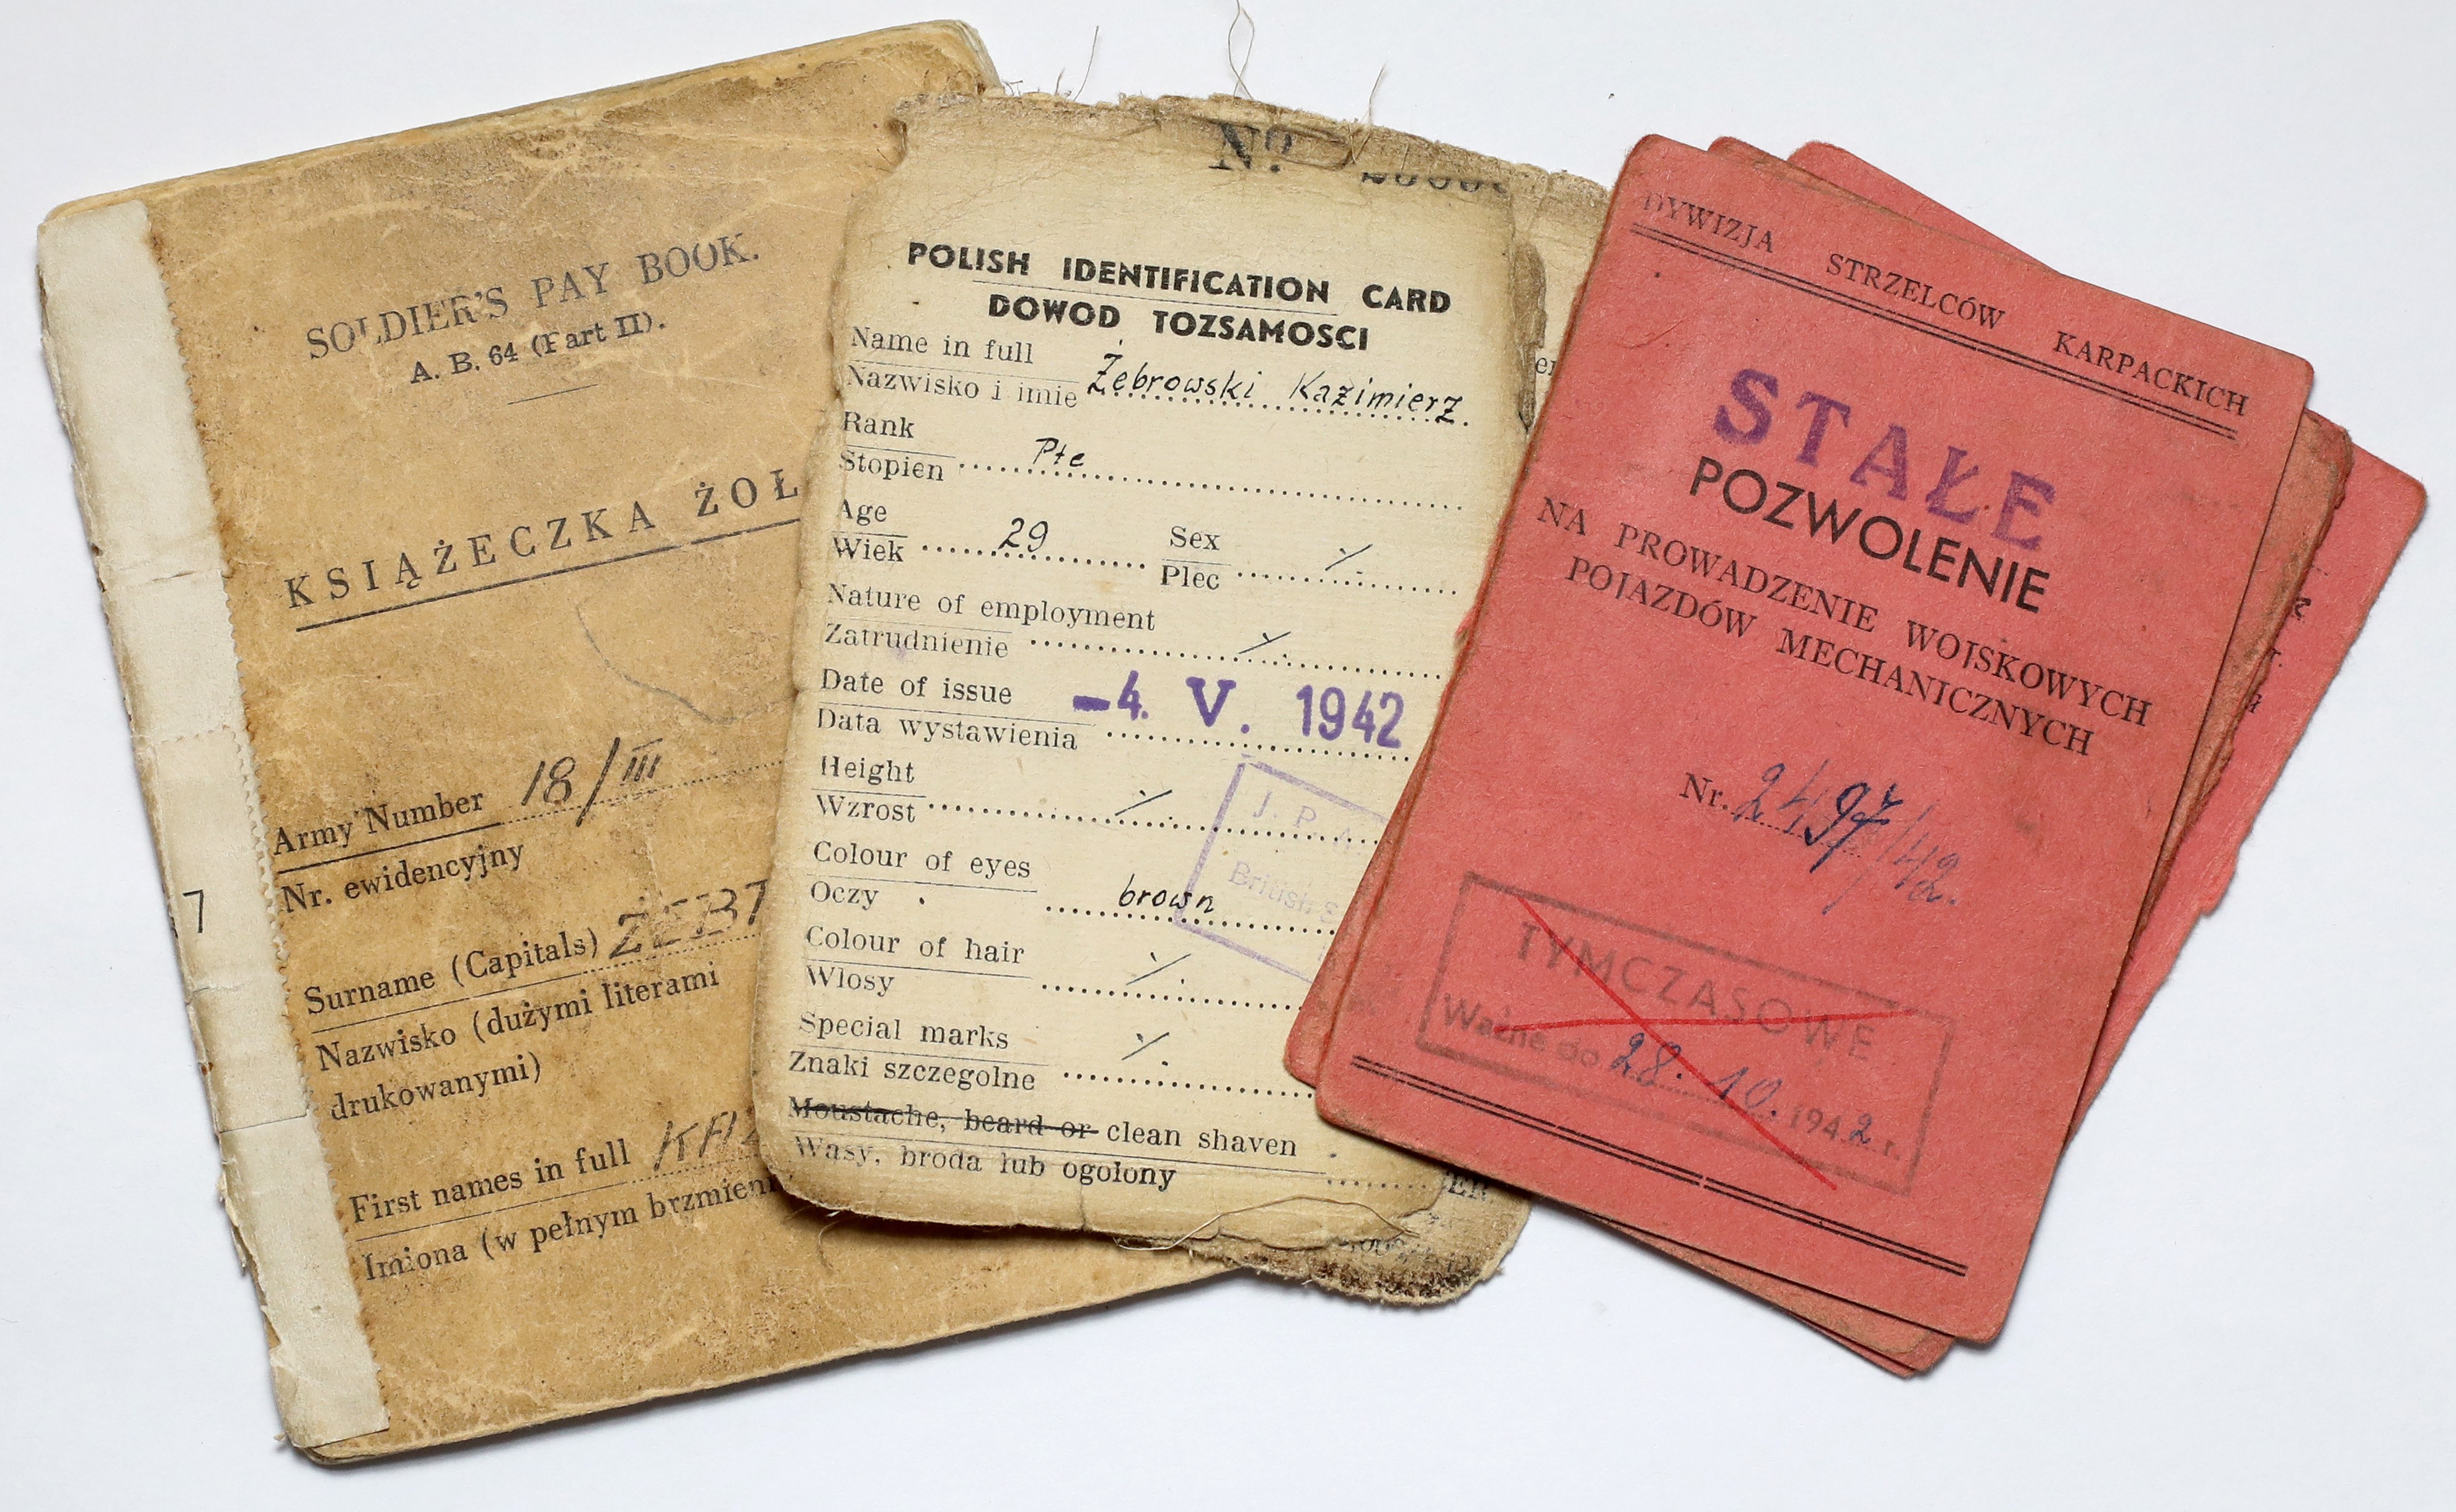 SOLDIER'S PAY BOOK.
A. B. 64 (Part II).
KSIĄŻECZKA ŻOŁ
Army Number 18/III
Nr. ewidencyjny
7
Surname (Capitals)
Nazwisko (dużymi literami
drukowanymi)
First names in full
Imiona (w pełnym brzmieni
No.
POLISH IDENTIFICATION CARD
DOWOD TOZSAMOSCI
Name in full
Nazwisko i imie Żebrowski Kazimierz.
Rank
Stopien Pte
Age
Wiek 29
Sex
Plec
Nature of employment
Zatrudnienie
Date of issue -4. V. 1942
Data wystawienia
Height
Wzrost
J. P.
British S
Colour of eyes
Oczy brown
Colour of hair
Wlosy
Special marks
Znaki szczegolne
Moustache, beard or clean shaven
Wasy, broda lub ogolony
DYWIZJA STRZELCÓW KARPACKICH
STAŁE
POZWOLENIE
NA PROWADZENIE WOJSKOWYCH
POJAZDÓW MECHANICZNYCH
Nr. 2497/42.
TYMCZASOWE
Ważne do 28. 10. 1942 r.